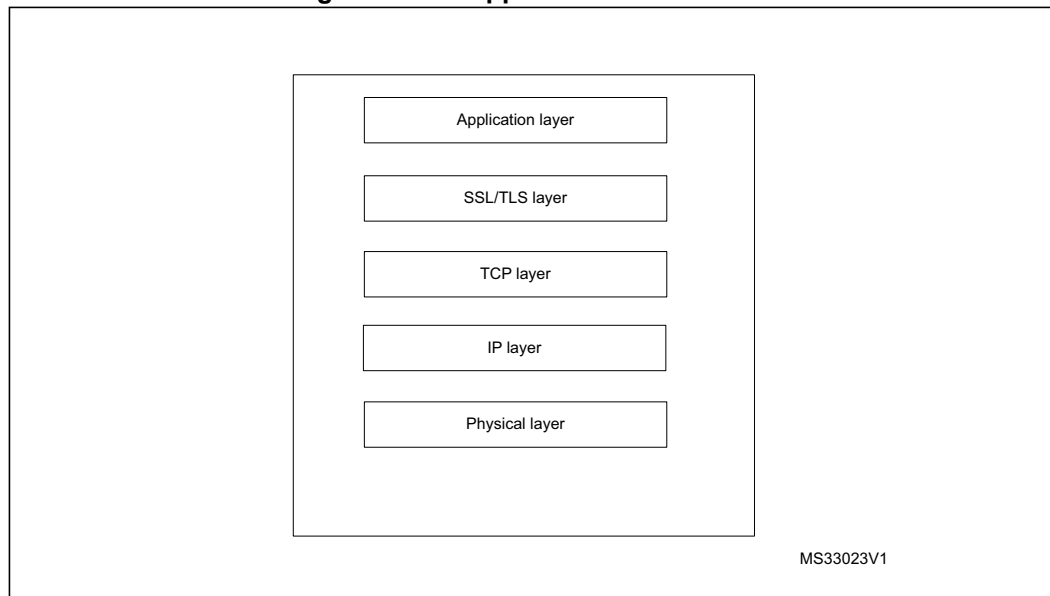 Application layer
SSL/TLS layer
TCP layer
IP layer
Physical layer
MS33023V1